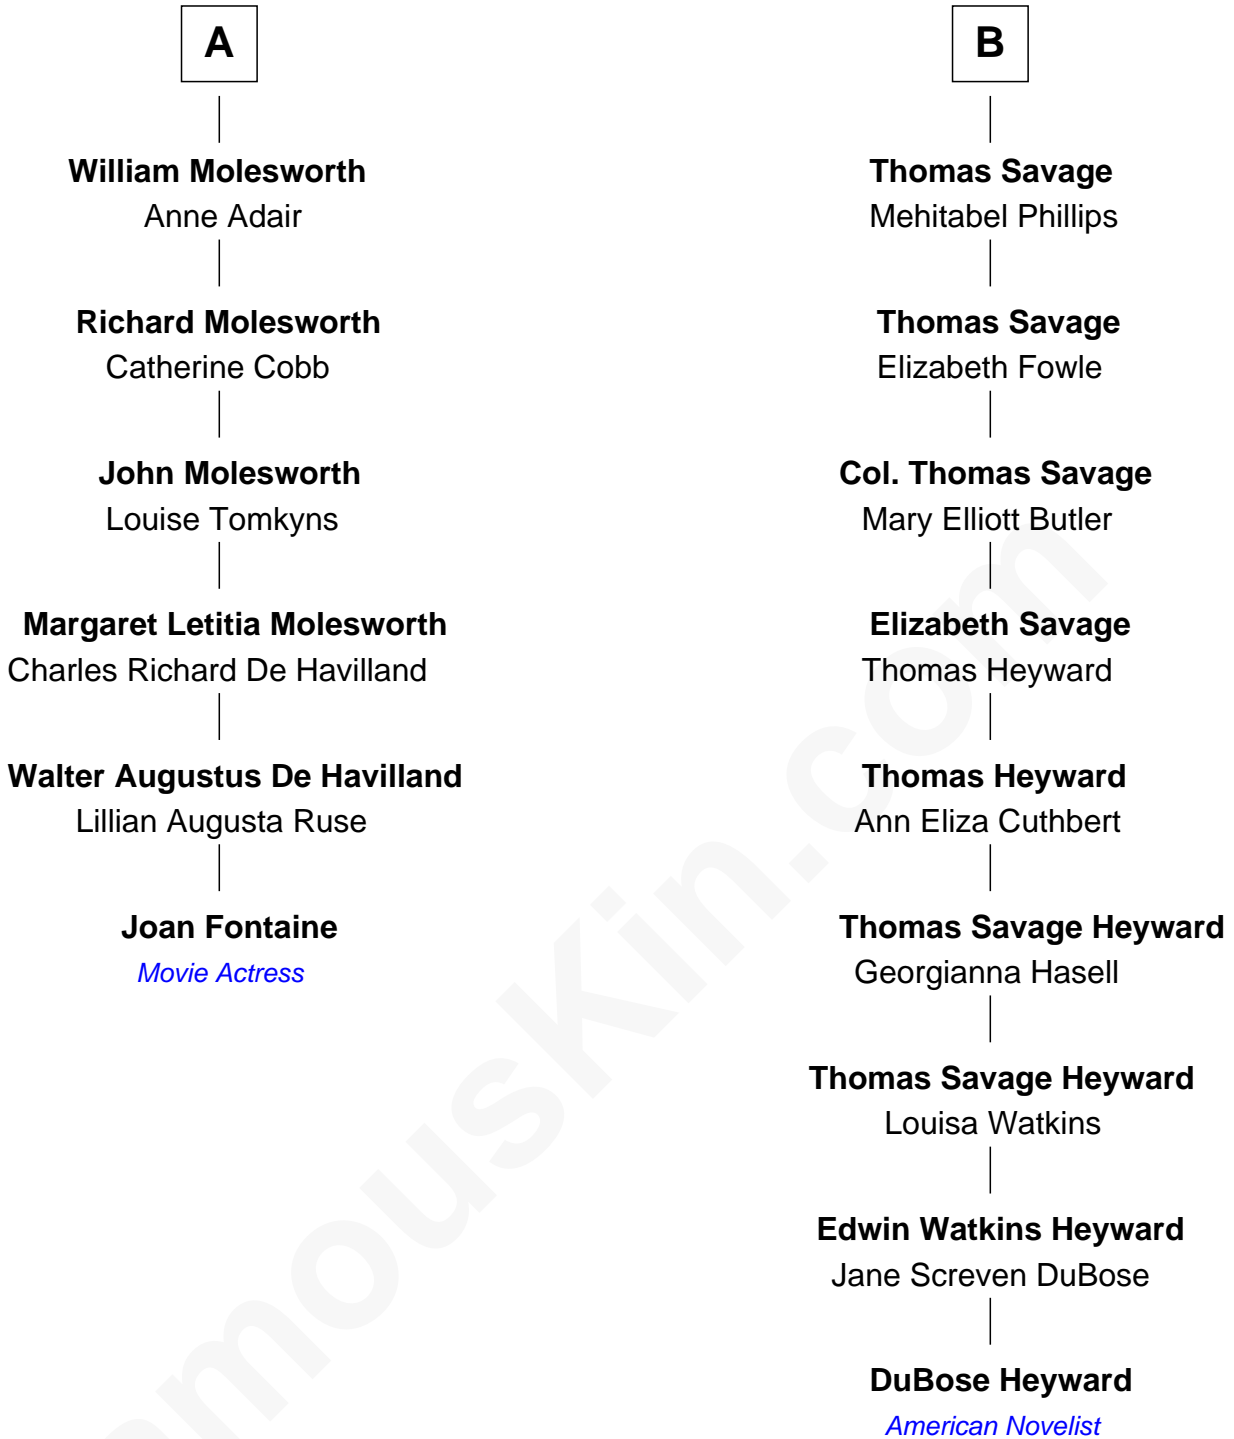 A
William Molesworth
Anne Adair
Richard Molesworth
Catherine Cobb
John Molesworth
Louise Tomkyns
Margaret Letitia Molesworth
Charles Richard De Havilland
Walter Augustus De Havilland
Lillian Augusta Ruse
Joan Fontaine
Movie Actress
B
Thomas Savage
Mehitabel Phillips
Thomas Savage
Elizabeth Fowle
Col. Thomas Savage
Mary Elliott Butler
Elizabeth Savage
Thomas Heyward
Thomas Heyward
Ann Eliza Cuthbert
Thomas Savage Heyward
Georgianna Hasell
Thomas Savage Heyward
Louisa Watkins
Edwin Watkins Heyward
Jane Screven DuBose
DuBose Heyward
American Novelist
amousKin.com